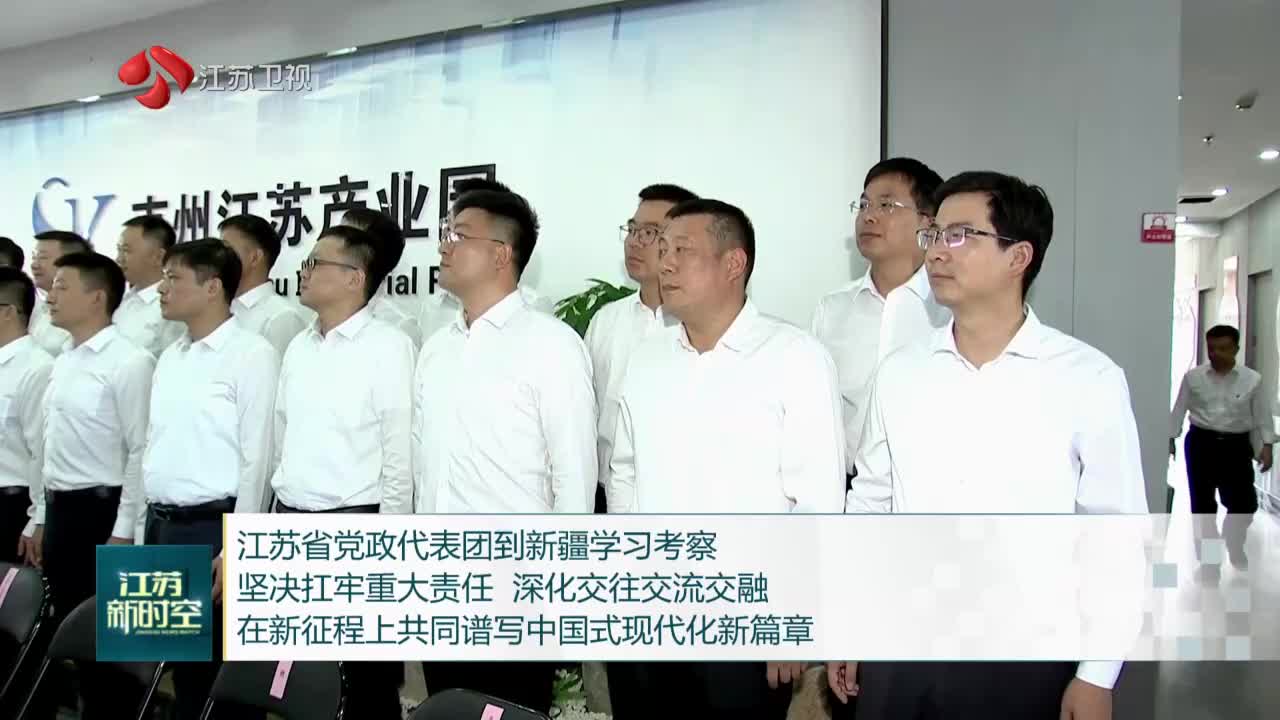 江苏卫视
州江苏产业园
江苏省党政代表团到新疆学习考察
坚决扛牢重大责任 深化交往交流交融
在新征程上共同谱写中国式现代化新篇章
江苏
新时空